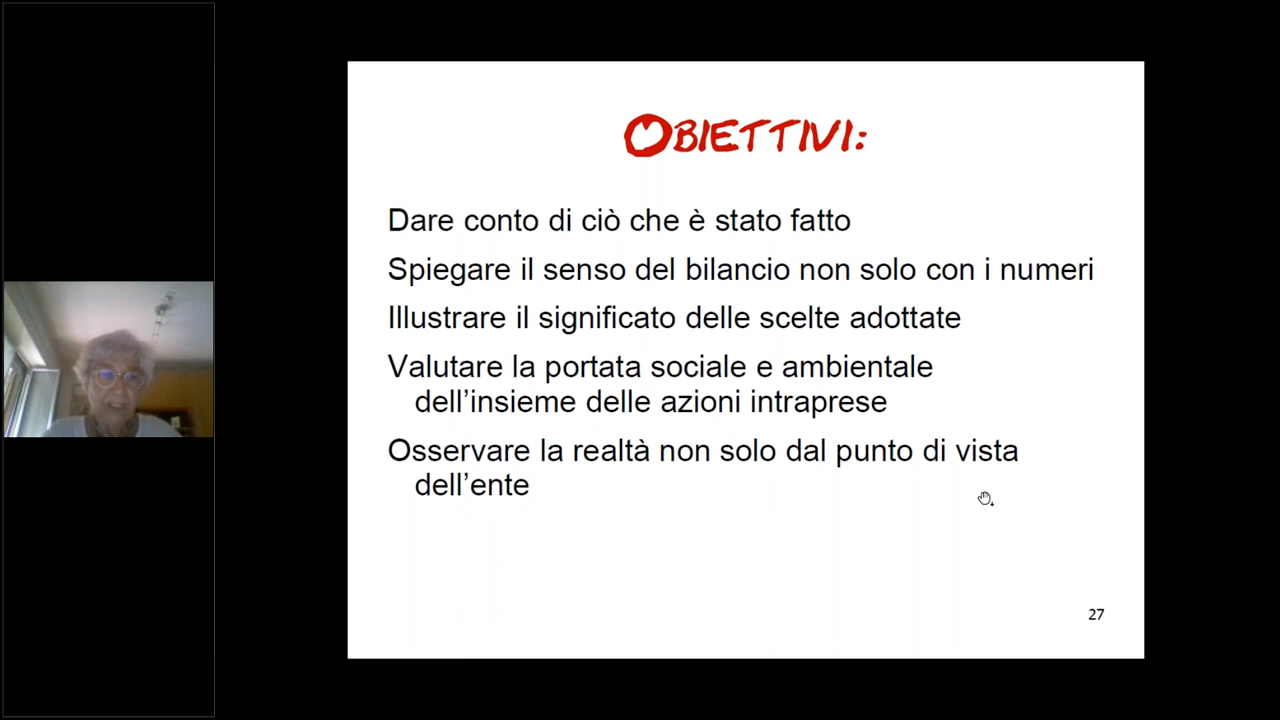 OBIETTIVI:
Dare conto di ciò che è stato fatto
Spiegare il senso del bilancio non solo con i numeri
Illustrare il significato delle scelte adottate
Valutare la portata sociale e ambientale
dell’insieme delle azioni intraprese
Osservare la realtà non solo dal punto di vista
dell’ente
27